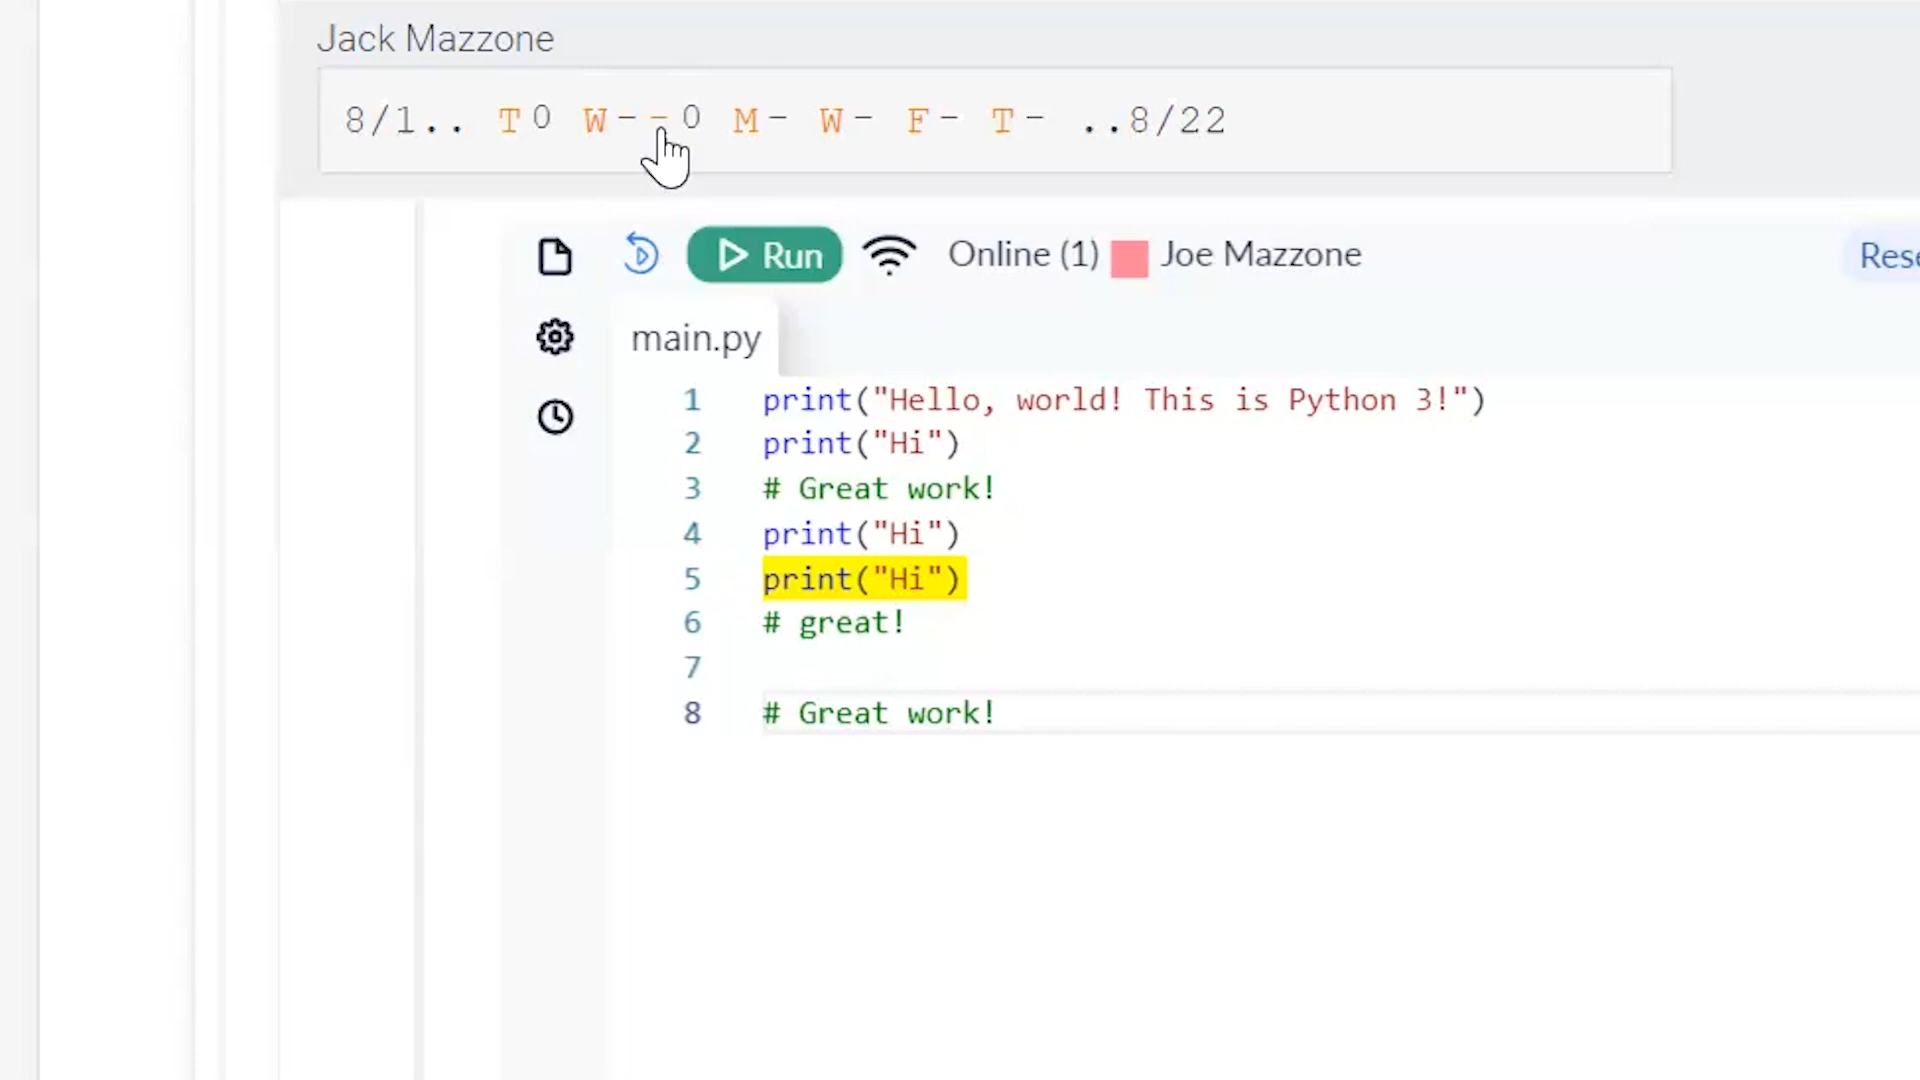 Jack Mazzone
8/1.. T0 W--0 M- W- F- T- ..8/22
Run Online (1) Joe Mazzone Rese
main.py
1 print("Hello, world! This is Python 3!")
2 print("Hi")
3 # Great work!
4 print("Hi")
5 print("Hi")
6 # great!
7
8 # Great work!